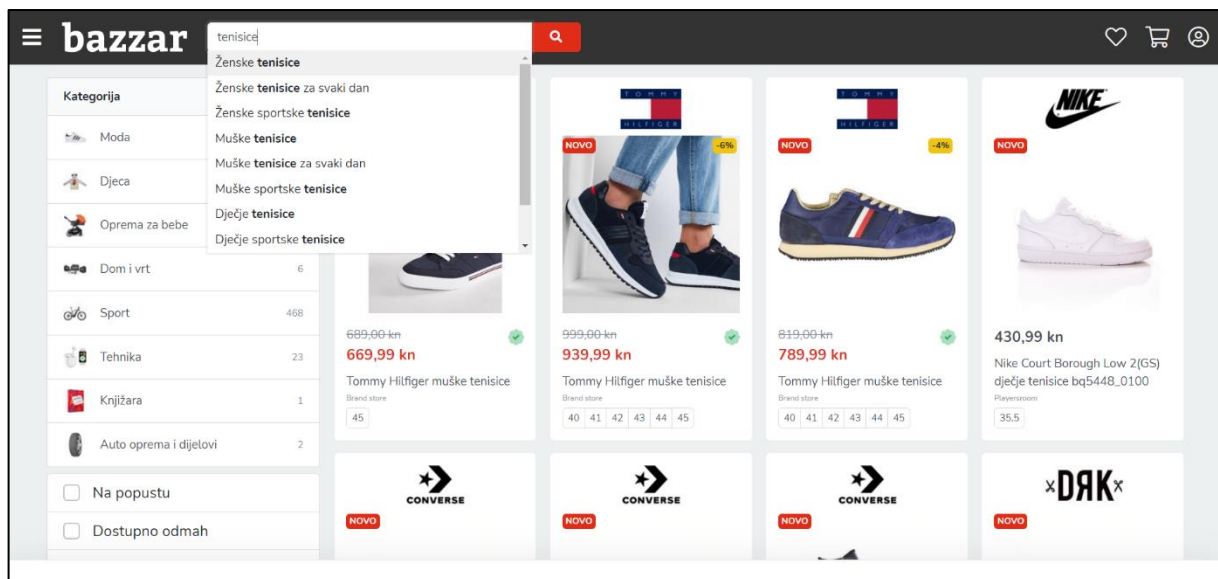 bazzar
tenisice
Ženske tenisice
Ženske tenisice za svaki dan
Ženske sportske tenisice
Muške tenisice
Muške tenisice za svaki dan
Muške sportske tenisice
Dječje tenisice
Dječje sportske tenisice
Kategorija
Moda
Djeca
Oprema za bebe
Dom i vrt 6
Sport 468
Tehnika 23
Knjižara 1
Auto oprema i dijelovi 2
Na popustu
Dostupno odmah
689,00 kn
669,99 kn
Tommy Hilfiger muške tenisice
Brand store
45
TOMMY
HILFIGER
NOVO -6%
999,00 kn
939,99 kn
Tommy Hilfiger muške tenisice
Brand store
40 41 42 43 44 45
TOMMY
HILFIGER
NOVO -4%
819,00 kn
789,99 kn
Tommy Hilfiger muške tenisice
Brand store
40 41 42 43 44 45
NIKE
NOVO
430,99 kn
Nike Court Borough Low 2(GS)
dječje tenisice bq5448_0100
Playersroom
35.5
CONVERSE
NOVO
CONVERSE
NOVO
CONVERSE
NOVO
×DЯK×
NOVO